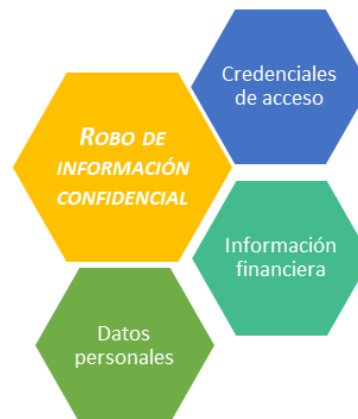 Credenciales
de acceso
ROBO DE
INFORMACIÓN
CONFIDENCIAL
Información
financiera
Datos
personales